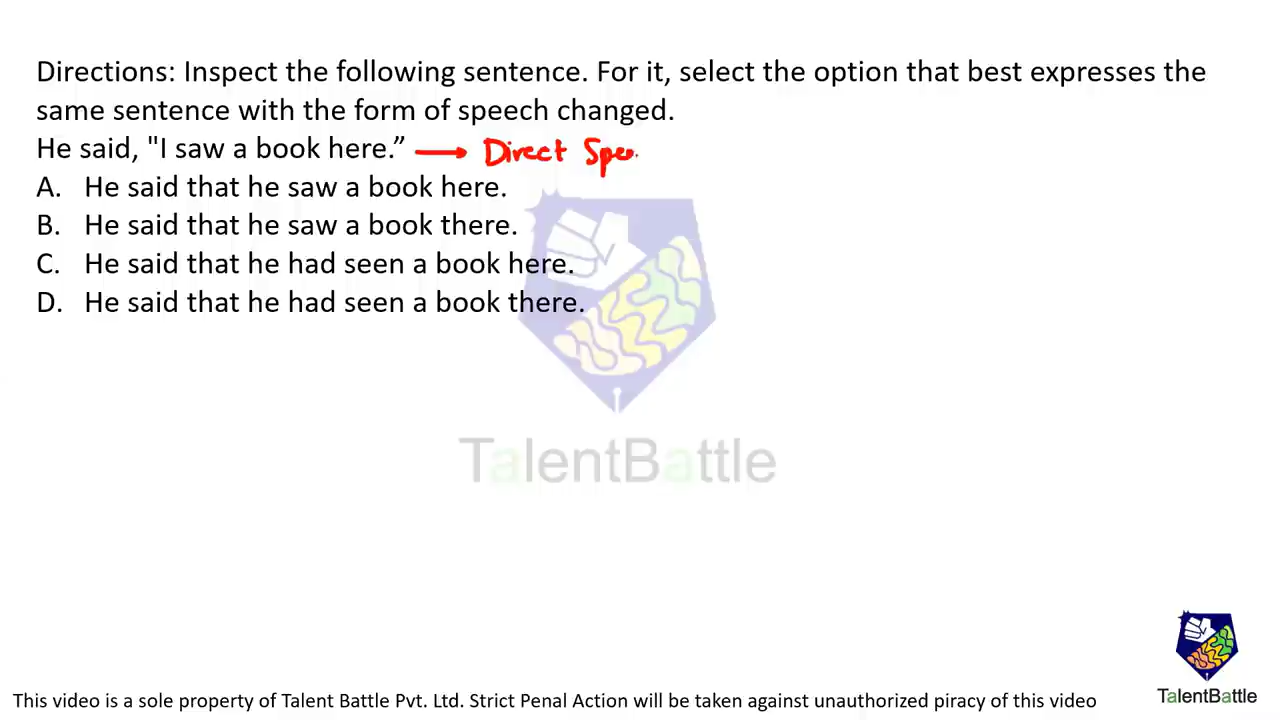 Directions: Inspect the following sentence. For it, select the option that best expresses the
same sentence with the form of speech changed.
He said, "I saw a book here.” → Direct Spee
A. He said that he saw a book here.
B. He said that he saw a book there.
C. He said that he had seen a book here.
D. He said that he had seen a book there.
TalentBattle
TalentBattle
This video is a sole property of Talent Battle Pvt. Ltd. Strict Penal Action will be taken against unauthorized piracy of this video